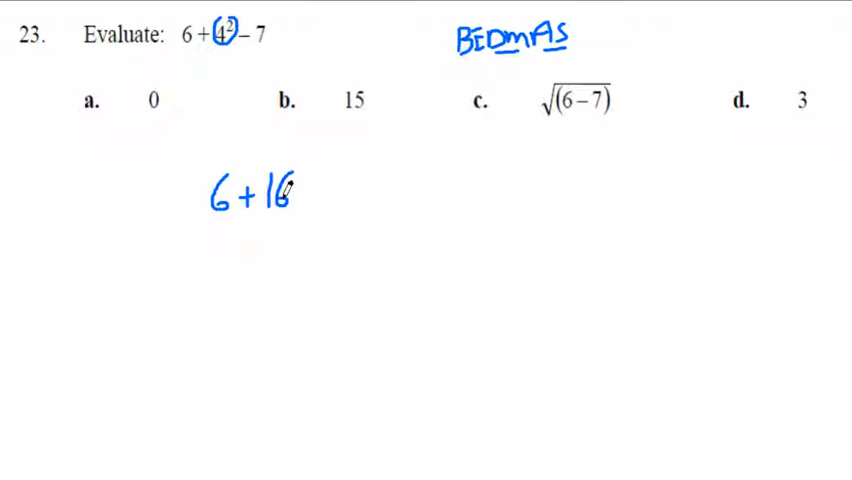 23. Evaluate: 6 + 4² – 7 BEDMAS
a. 0 b. 15 c. √(6 – 7) d. 3
6 + 16